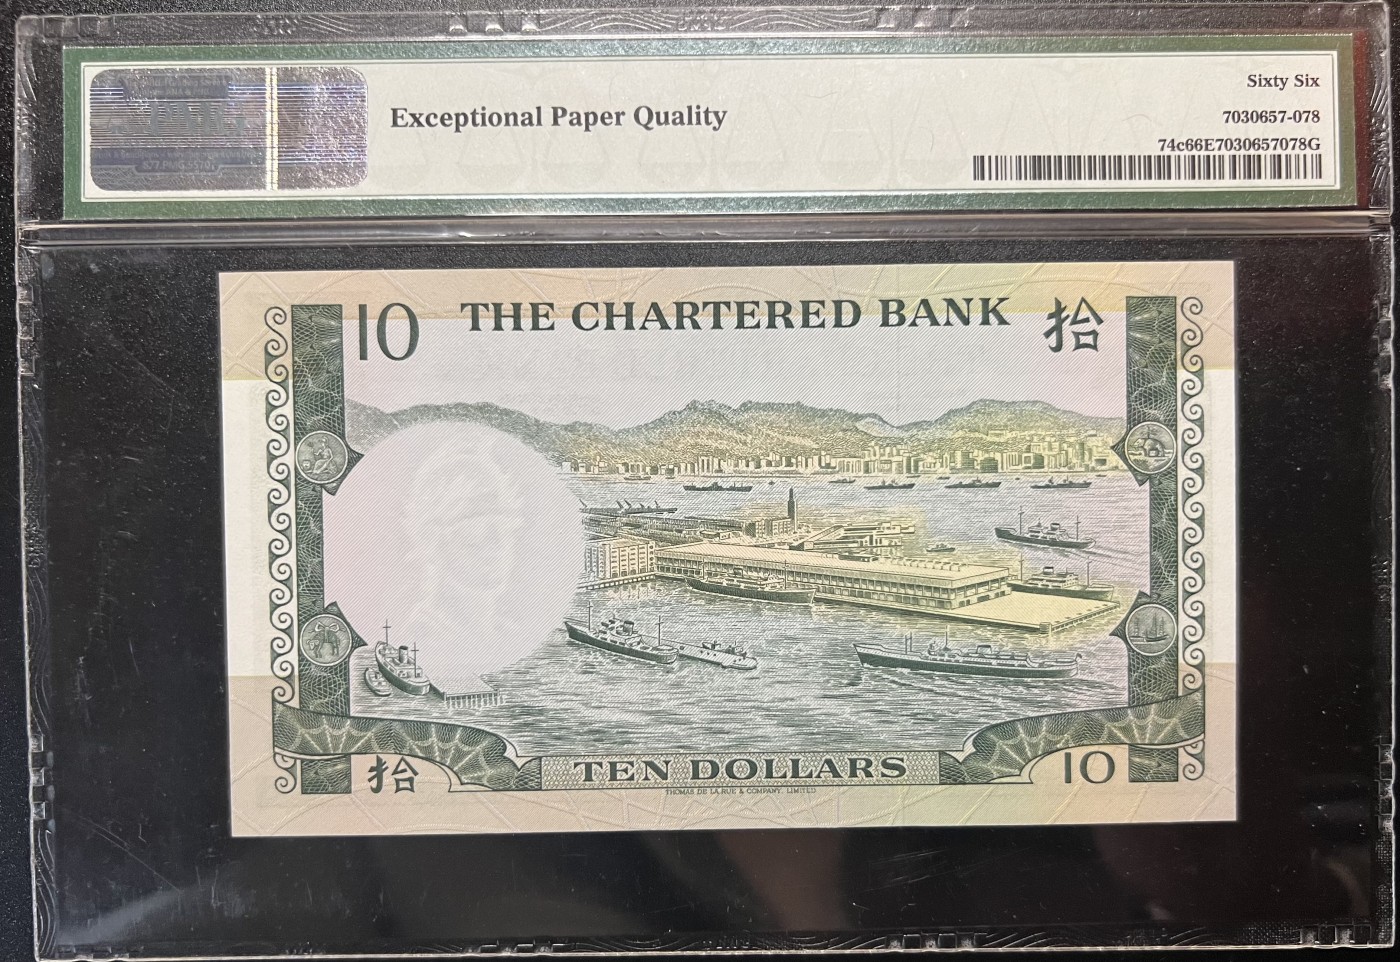 Exceptional Paper Quality
Sixty Six
7030657-078
74c66E7030657078G
10 THE CHARTERED BANK 拾
拾 TEN DOLLARS 10
THOMAS DE LA RUE & COMPANY, LIMITED